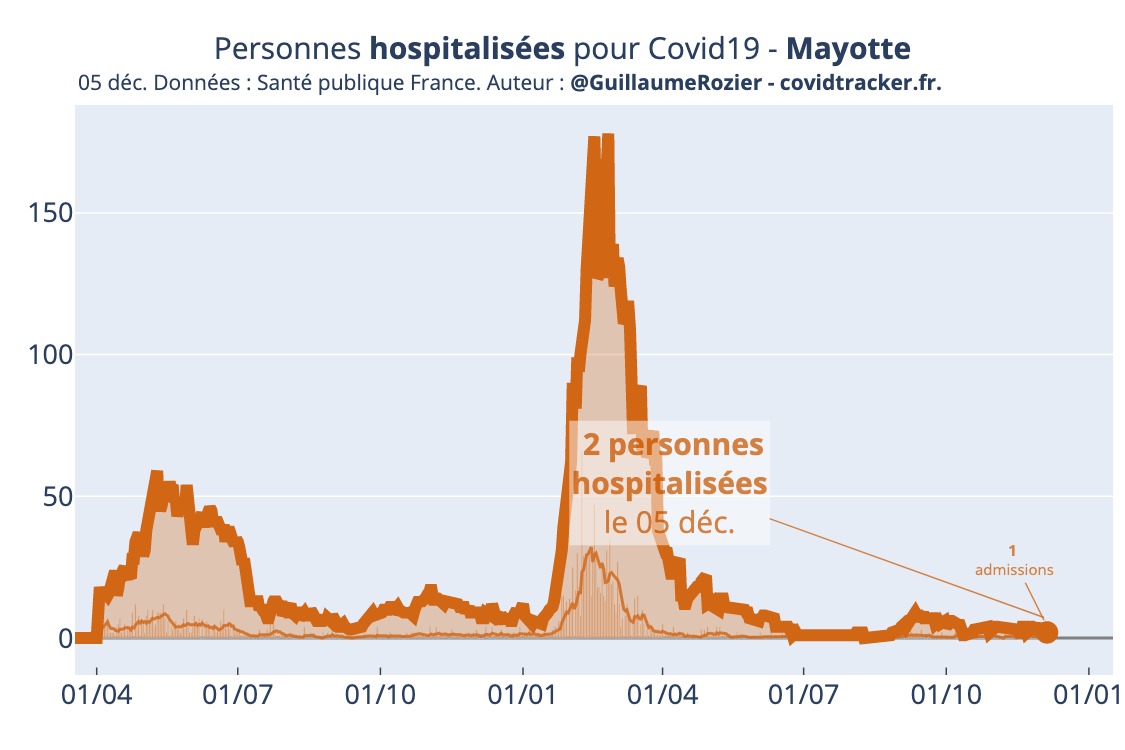 Personnes hospitalisées pour Covid19 - Mayotte
05 déc. Données : Santé publique France. Auteur : @GuillaumeRozier - covidtracker.fr.
150
100
50
0
2 personnes
hospitalisées
le 05 déc.
1
admissions
01/04 01/07 01/10 01/01 01/04 01/07 01/10 01/01